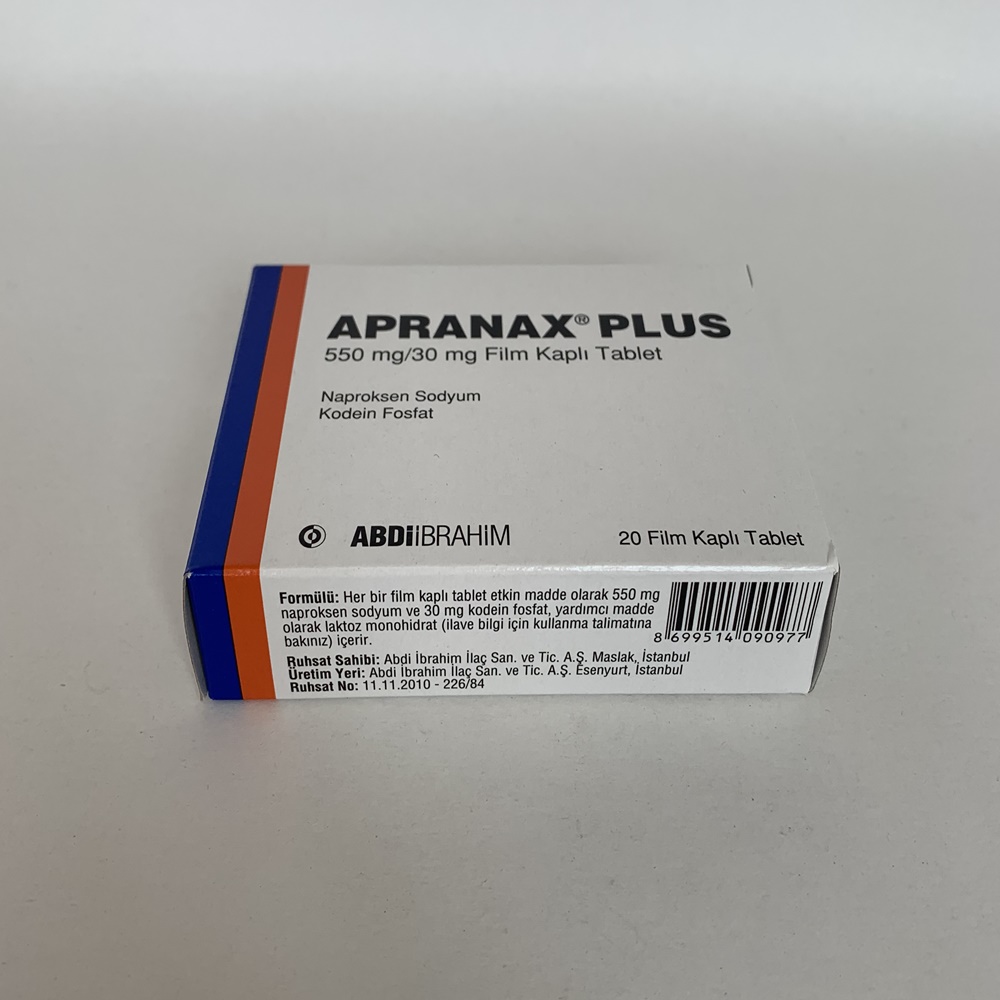 APRANAX® PLUS
550 mg/30 mg Film Kaplı Tablet
Naproksen Sodyum
Kodein Fosfat
ABDiiBRAHiM
20 Film Kaplı Tablet
Formülü: Her bir film kaplı tablet etkin madde olarak 550 mg
naproksen sodyum ve 30 mg kodein fosfat, yardımcı madde
olarak laktoz monohidrat (ilave bilgi için kullanma talimatına
bakınız) içerir.
8 699514 090977
Ruhsat Sahibi: Abdi İbrahim İlaç San. ve Tic. A.Ş. Maslak, İstanbul
Üretim Yeri: Abdi İbrahim İlaç San. ve Tic. A.Ş. Esenyurt, İstanbul
Ruhsat No: 11.11.2010 - 226/84